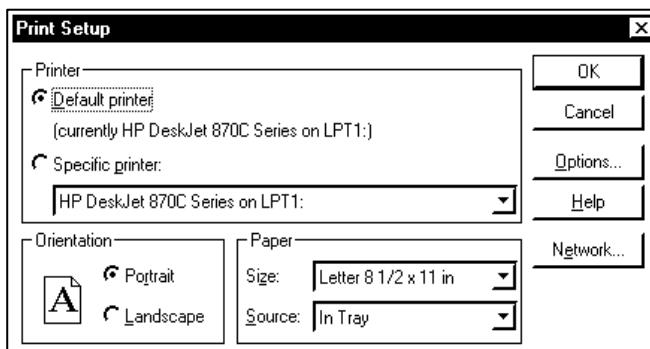 Print Setup
Printer
Default printer
(currently HP DeskJet 870C Series on LPT1:)
Specific printer:
HP DeskJet 870C Series on LPT1:
OK
Cancel
Options...
Help
Network...
Orientation
A
Portrait
Landscape
Paper
Size: Letter 8 1/2 x 11 in
Source: In Tray